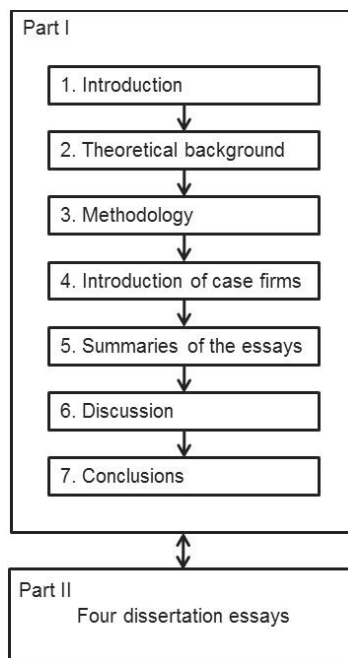 Part I
1. Introduction
2. Theoretical background
3. Methodology
4. Introduction of case firms
5. Summaries of the essays
6. Discussion
7. Conclusions
Part II
Four dissertation essays